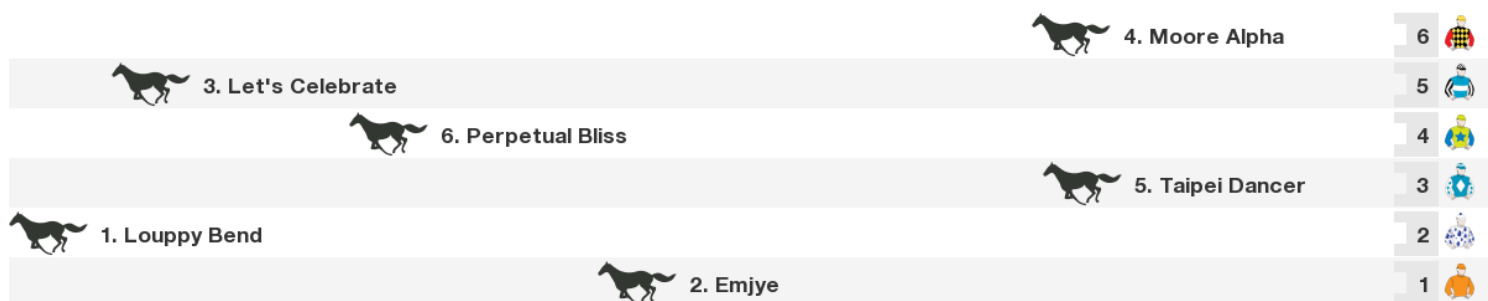 4. Moore Alpha 6
3. Let's Celebrate 5
6. Perpetual Bliss 4
5. Taipei Dancer 3
1. Louppy Bend 2
2. Emjye 1